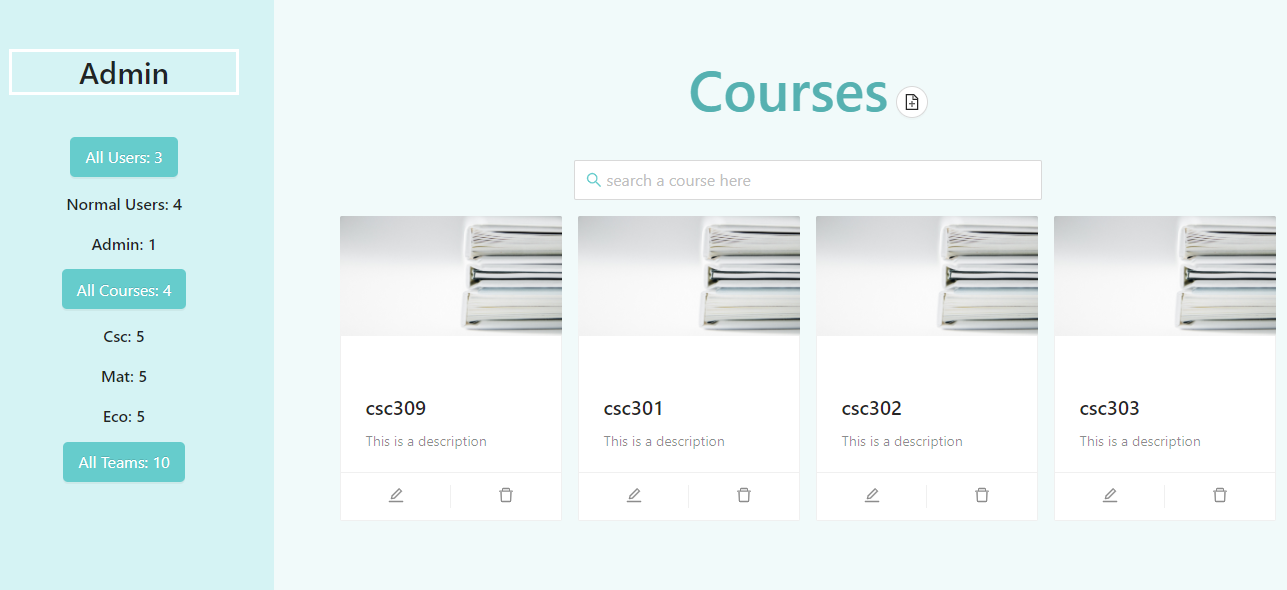 Admin
All Users: 3
Normal Users: 4
Admin: 1
All Courses: 4
Csc: 5
Mat: 5
Eco: 5
All Teams: 10
Courses
search a course here
csc309
This is a description
csc301
This is a description
csc302
This is a description
csc303
This is a description